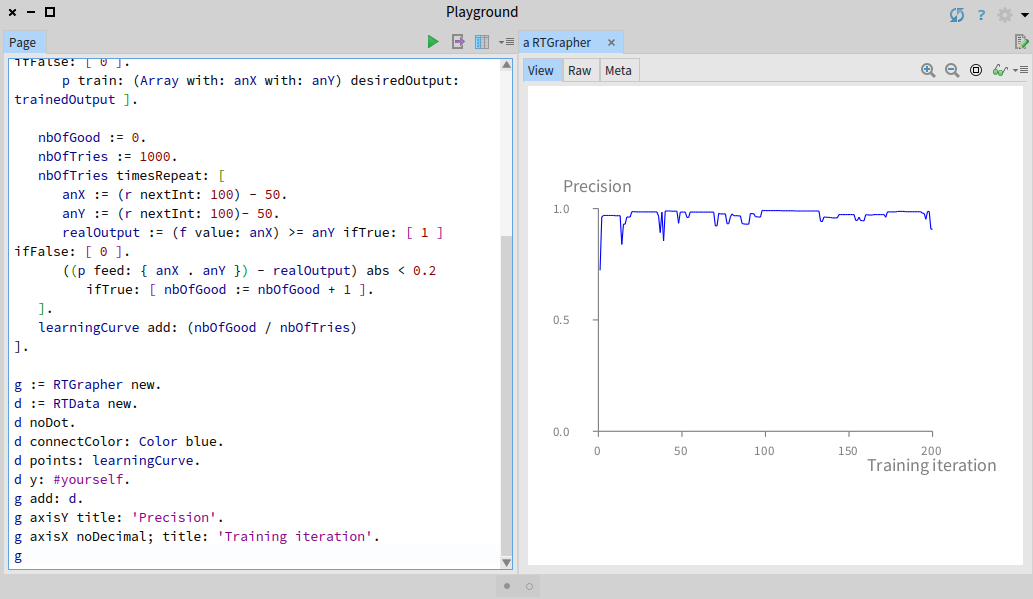 Playground
?
Page
ifFalse: [ 0 ].
p train: (Array with: anX with: anY) desiredOutput:
trainedOutput ].
nbOfGood := 0.
nbOfTries := 1000.
nbOfTries timesRepeat: [
anX := (r nextInt: 100) - 50.
anY := (r nextInt: 100)- 50.
realOutput := (f value: anX) >= anY ifTrue: [ 1 ]
ifFalse: [ 0 ].
((p feed: { anX . anY }) - realOutput) abs < 0.2
ifTrue: [ nbOfGood := nbOfGood + 1 ].
].
learningCurve add: (nbOfGood / nbOfTries)
].
g := RTGrapher new.
d := RTData new.
d noDot.
d connectColor: Color blue.
d points: learningCurve.
d y: #yourself.
g add: d.
g axisY title: 'Precision'.
g axisX noDecimal; title: 'Training iteration'.
g
a RTGrapher
View Raw Meta
Precision
1.0
0.5
0.0
0 50 100 150 200
Training iteration